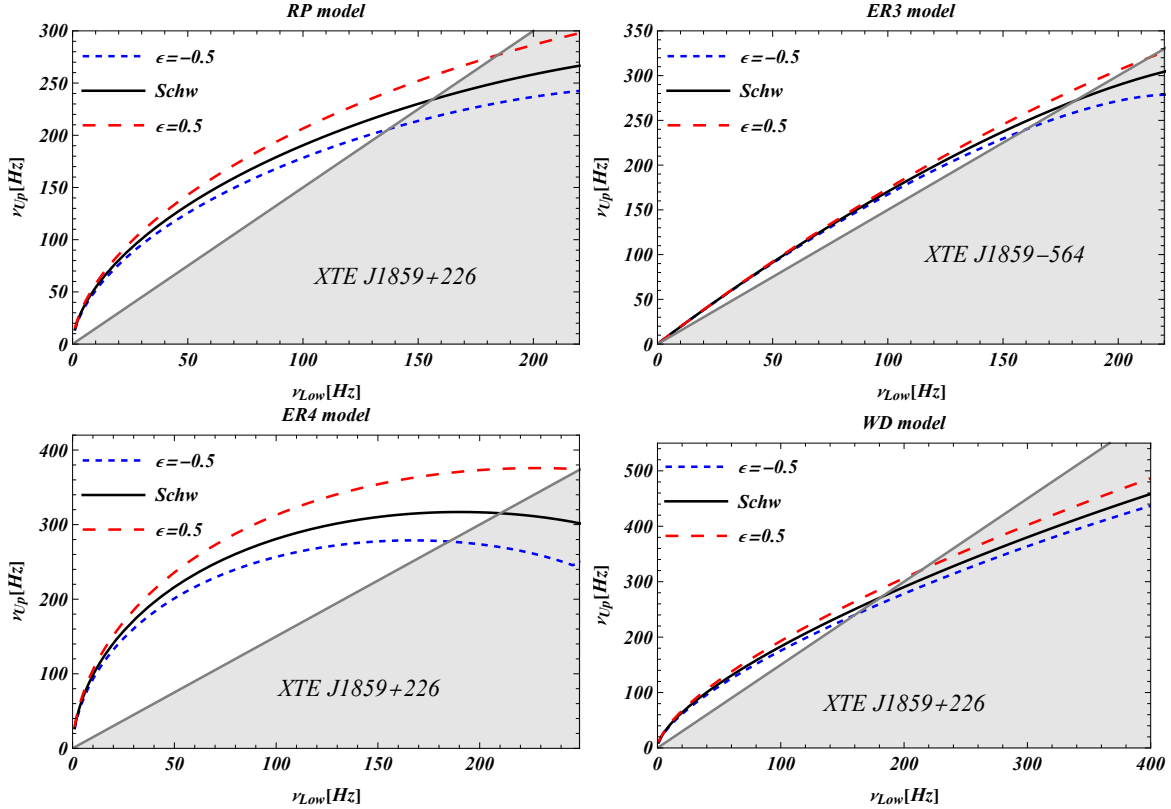 RP model
ν_Up[Hz]
300
250
200
150
100
50
0
ϵ=−0.5
Schw
ϵ=0.5
XTE J1859+226
0 50 100 150 200
ν_Low[Hz]
ER3 model
ν_Up[Hz]
350
300
250
200
150
100
50
0
ϵ=−0.5
Schw
ϵ=0.5
XTE J1859−564
0 50 100 150 200
ν_Low[Hz]
ER4 model
ν_Up[Hz]
400
300
200
100
0
ϵ=−0.5
Schw
ϵ=0.5
XTE J1859+226
0 50 100 150 200
ν_Low[Hz]
WD model
ν_Up[Hz]
500
400
300
200
100
0
ϵ=−0.5
Schw
ϵ=0.5
XTE J1859+226
0 100 200 300 400
ν_Low[Hz]